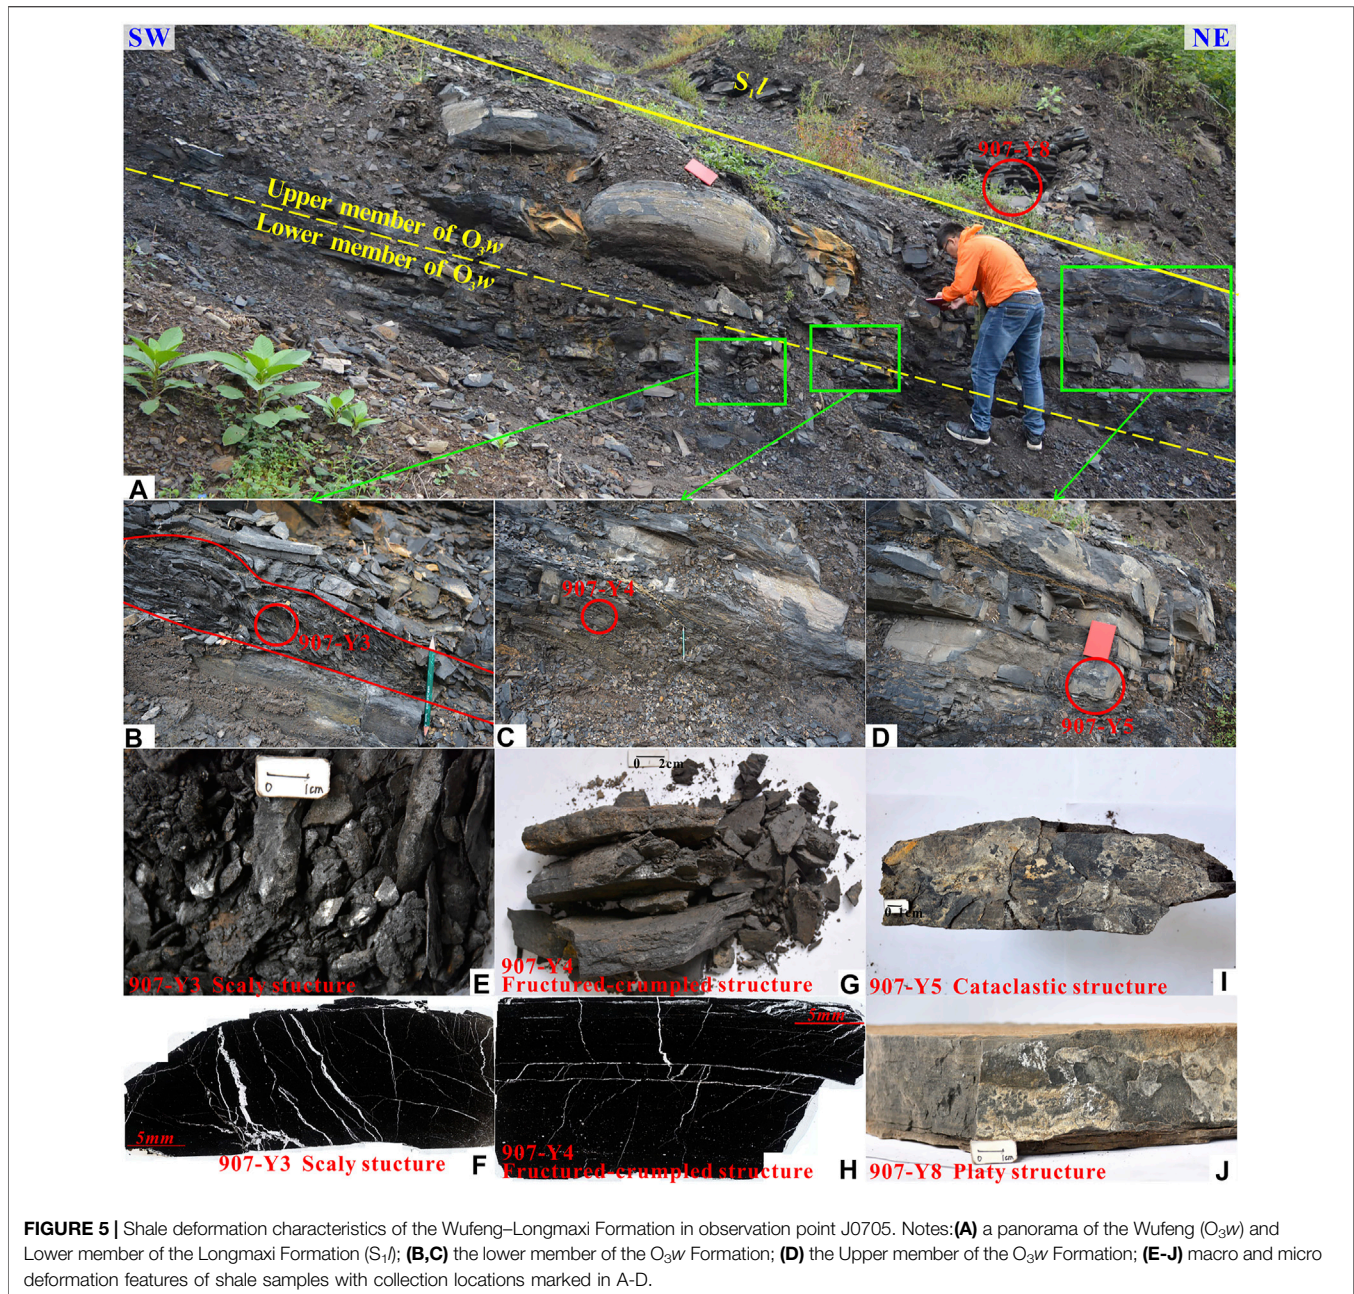 SW
NE
S₁l
907-Y8
Upper member of O₃w
Lower member of O₃w
A
907-Y3
B
907-Y4
C
907-Y5
D
0 1cm
907-Y3 Scaly stucture
E
0 2cm
907-Y4
Fructured-crumpled structure
G
0 1cm
907-Y5 Cataclastic structure
I
5mm
907-Y3 Scaly stucture
F
5mm
907-Y4
Fructured-crumpled structure
H
0 1cm
907-Y8 Platy structure
J
FIGURE 5 | Shale deformation characteristics of the Wufeng–Longmaxi Formation in observation point J0705. Notes:(A) a panorama of the Wufeng (O₃w) and
Lower member of the Longmaxi Formation (S₁l); (B,C) the lower member of the O₃w Formation; (D) the Upper member of the O₃w Formation; (E-J) macro and micro
deformation features of shale samples with collection locations marked in A-D.